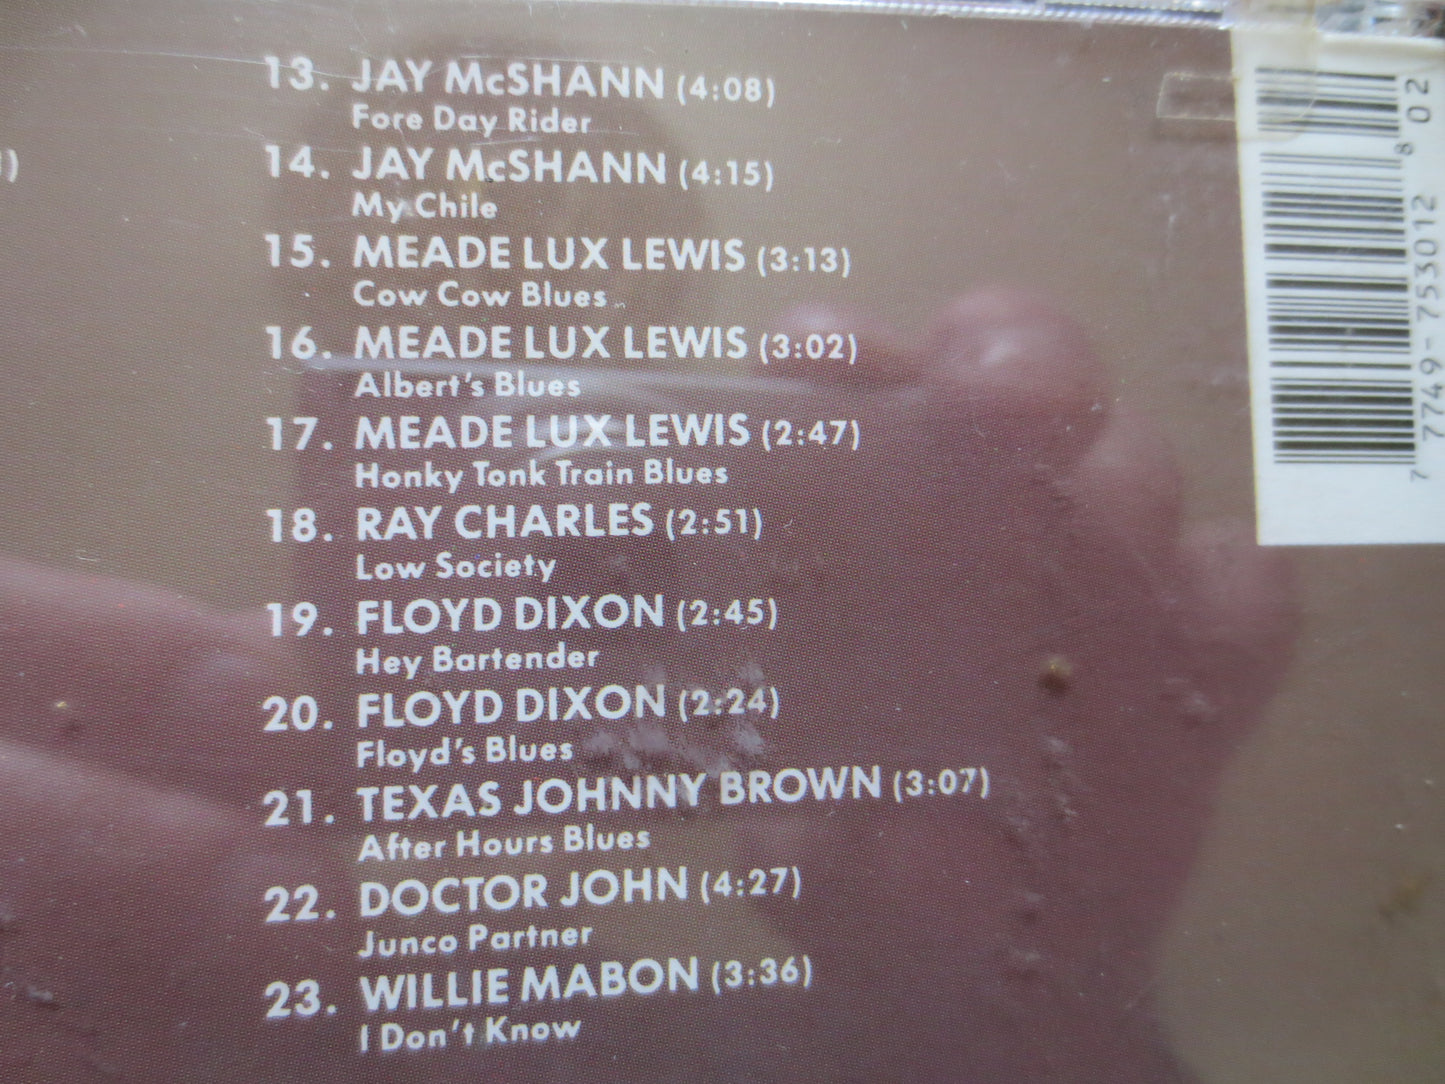 13. JAY McSHANN (4:08)
Fore Day Rider
14. JAY McSHANN (4:15)
My Chile
15. MEADE LUX LEWIS (3:13)
Cow Cow Blues
16. MEADE LUX LEWIS (3:02)
Albert's Blues
17. MEADE LUX LEWIS (2:47)
Honky Tonk Train Blues
18. RAY CHARLES (2:51)
Low Society
19. FLOYD DIXON (2:45)
Hey Bartender
20. FLOYD DIXON (2:24)
Floyd's Blues
21. TEXAS JOHNNY BROWN (3:07)
After Hours Blues
22. DOCTOR JOHN (4:27)
Junco Partner
23. WILLIE MABON (3:36)
I Don't Know
7 7749-753012 8 02